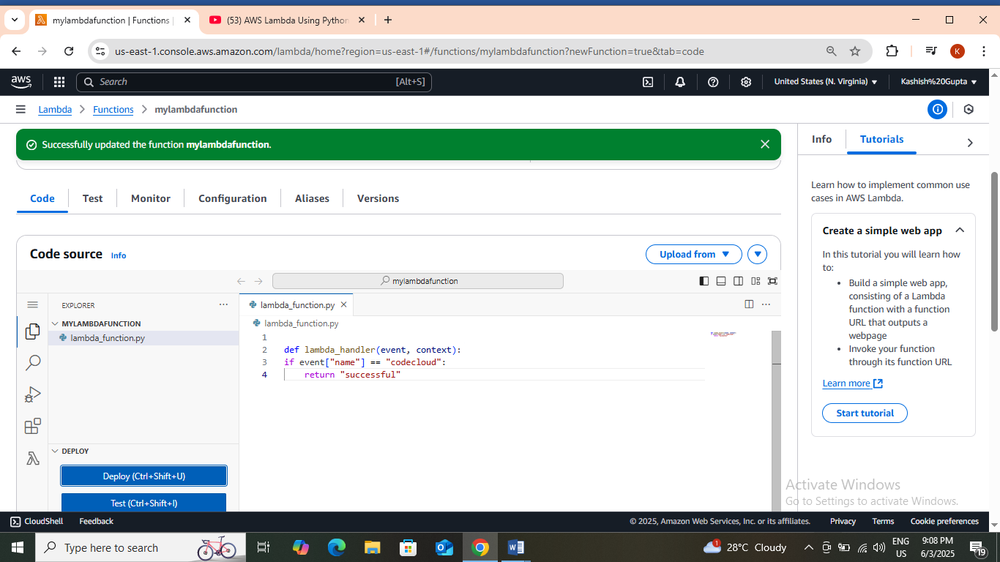 mylambdafunction | Functions
(53) AWS Lambda Using Python
us-east-1.console.aws.amazon.com/lambda/home?region=us-east-1#/functions/mylambdafunction?newFunction=true&tab=code
K
aws
Search
[Alt+S]
United States (N. Virginia)
Kashish%20Gupta
Lambda
Functions
mylambdafunction
Successfully updated the function mylambdafunction.
Info
Tutorials
Code
Test
Monitor
Configuration
Aliases
Versions
Code source
Info
Upload from
mylambdafunction
EXPLORER
MYLAMBDAFUNCTION
lambda_function.py
DEPLOY
Deploy (Ctrl+Shift+U)
Test (Ctrl+Shift+I)
lambda_function.py
lambda_function.py
1
2 def lambda_handler(event, context):
3 if event["name"] == "codecloud":
4 return "successful"
Learn how to implement common use
cases in AWS Lambda.
Create a simple web app
In this tutorial you will learn how
to:
• Build a simple web app,
consisting of a Lambda
function with a function
URL that outputs a
webpage
• Invoke your function
through its function URL
Learn more
Start tutorial
Activate Windows
Go to Settings to activate Windows.
CloudShell
Feedback
© 2025, Amazon Web Services, Inc. or its affiliates.
Privacy
Terms
Cookie preferences
Type here to search
1
28°C Cloudy
ENG
US
9:08 PM
6/3/2025
19